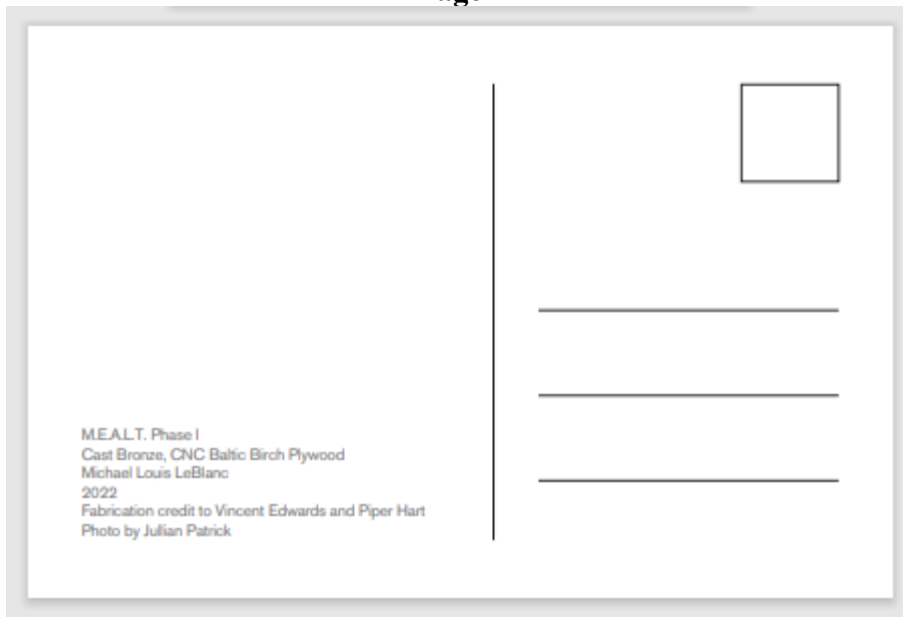 M.E.A.L.T. Phase I
Cast Bronze, CNC Baltic Birch Plywood
Michael Louis LeBlanc
2022
Fabrication credit to Vincent Edwards and Piper Hart
Photo by Jullian Patrick